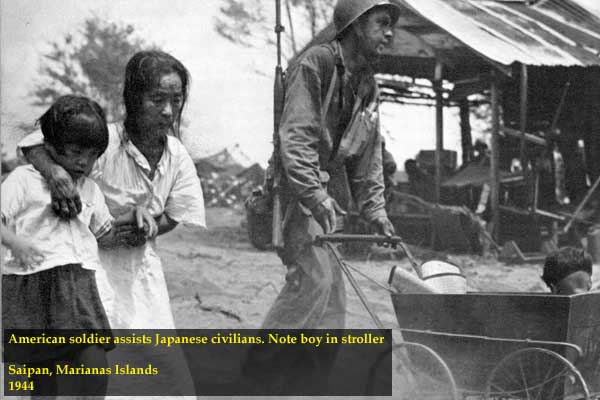 American soldier assists Japanese civilians. Note boy in stroller
Saipan, Marianas Islands
1944